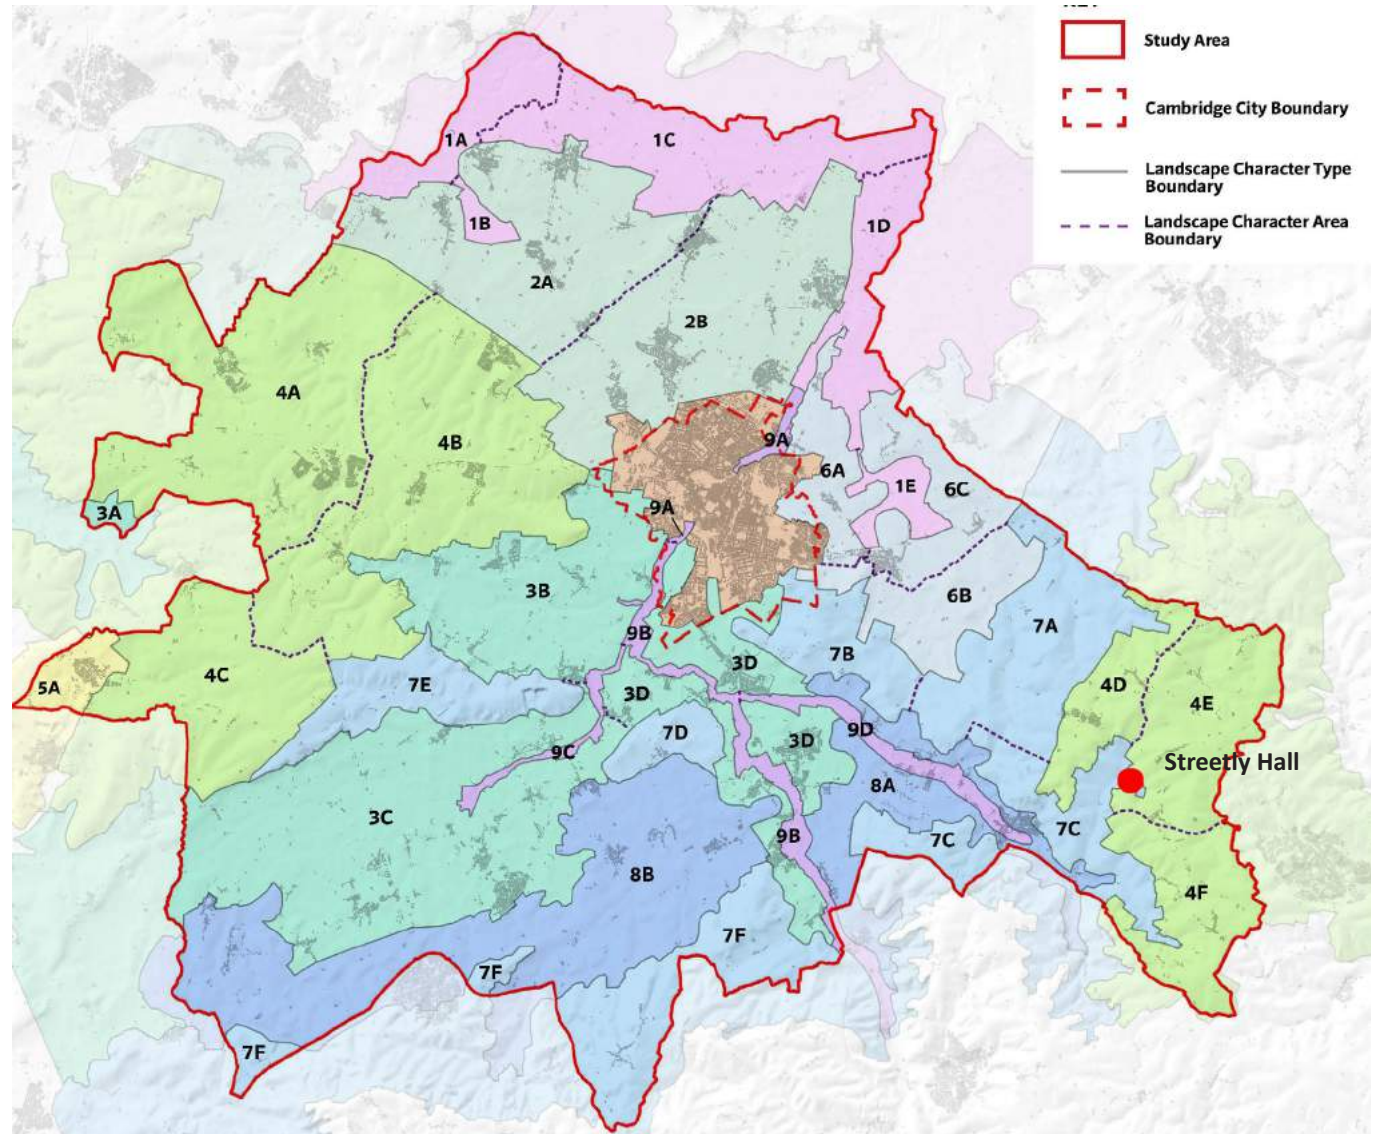 Study Area
Cambridge City Boundary
Landscape Character Type
Boundary
Landscape Character Area
Boundary
1A
1C
1B
1D
2A
2B
4A
4B
9A
6A
1E
6C
3A
9A
3B
6B
7A
9B
3D
7B
5A
4C
7E
3D
4D
4E
7D
3D
9D
9C
Streetly Hall
8A
3C
9B
7C
7C
8B
4F
7F
7F
7F